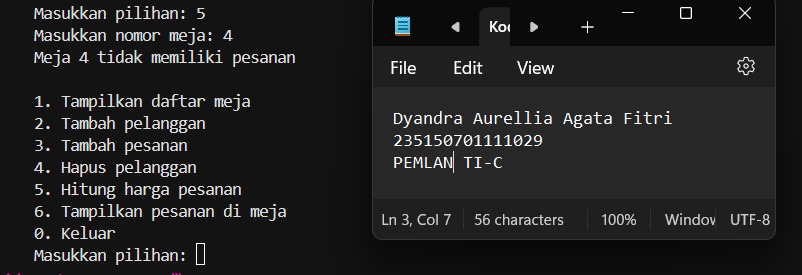 Masukkan pilihan: 5
Masukkan nomor meja: 4
Meja 4 tidak memiliki pesanan
1. Tampilkan daftar meja
2. Tambah pelanggan
3. Tambah pesanan
4. Hapus pelanggan
5. Hitung harga pesanan
6. Tampilkan pesanan di meja
0. Keluar
Masukkan pilihan:
File Edit View
Dyandra Aurellia Agata Fitri
235150701111029
PEMLAN TI-C
Ln 3, Col 7 56 characters 100% Window UTF-8